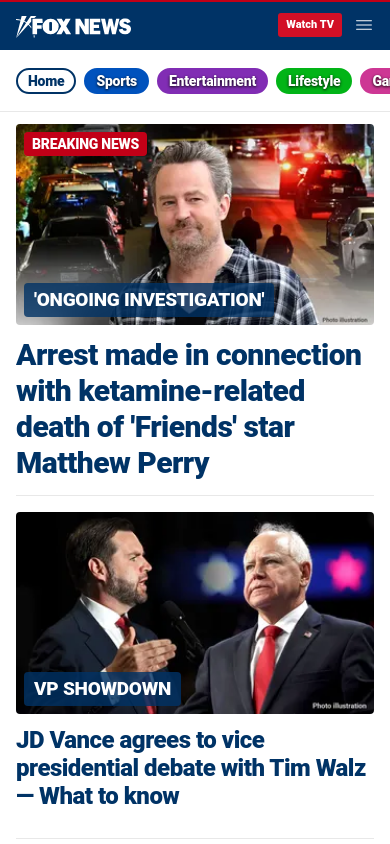 FOX NEWS
Watch TV
Home
Sports
Entertainment
Lifestyle
BREAKING NEWS
'ONGOING INVESTIGATION'
Photo illustration
Arrest made in connection
with ketamine-related
death of 'Friends' star
Matthew Perry
VP SHOWDOWN
Photo illustration
JD Vance agrees to vice
presidential debate with Tim Walz
— What to know